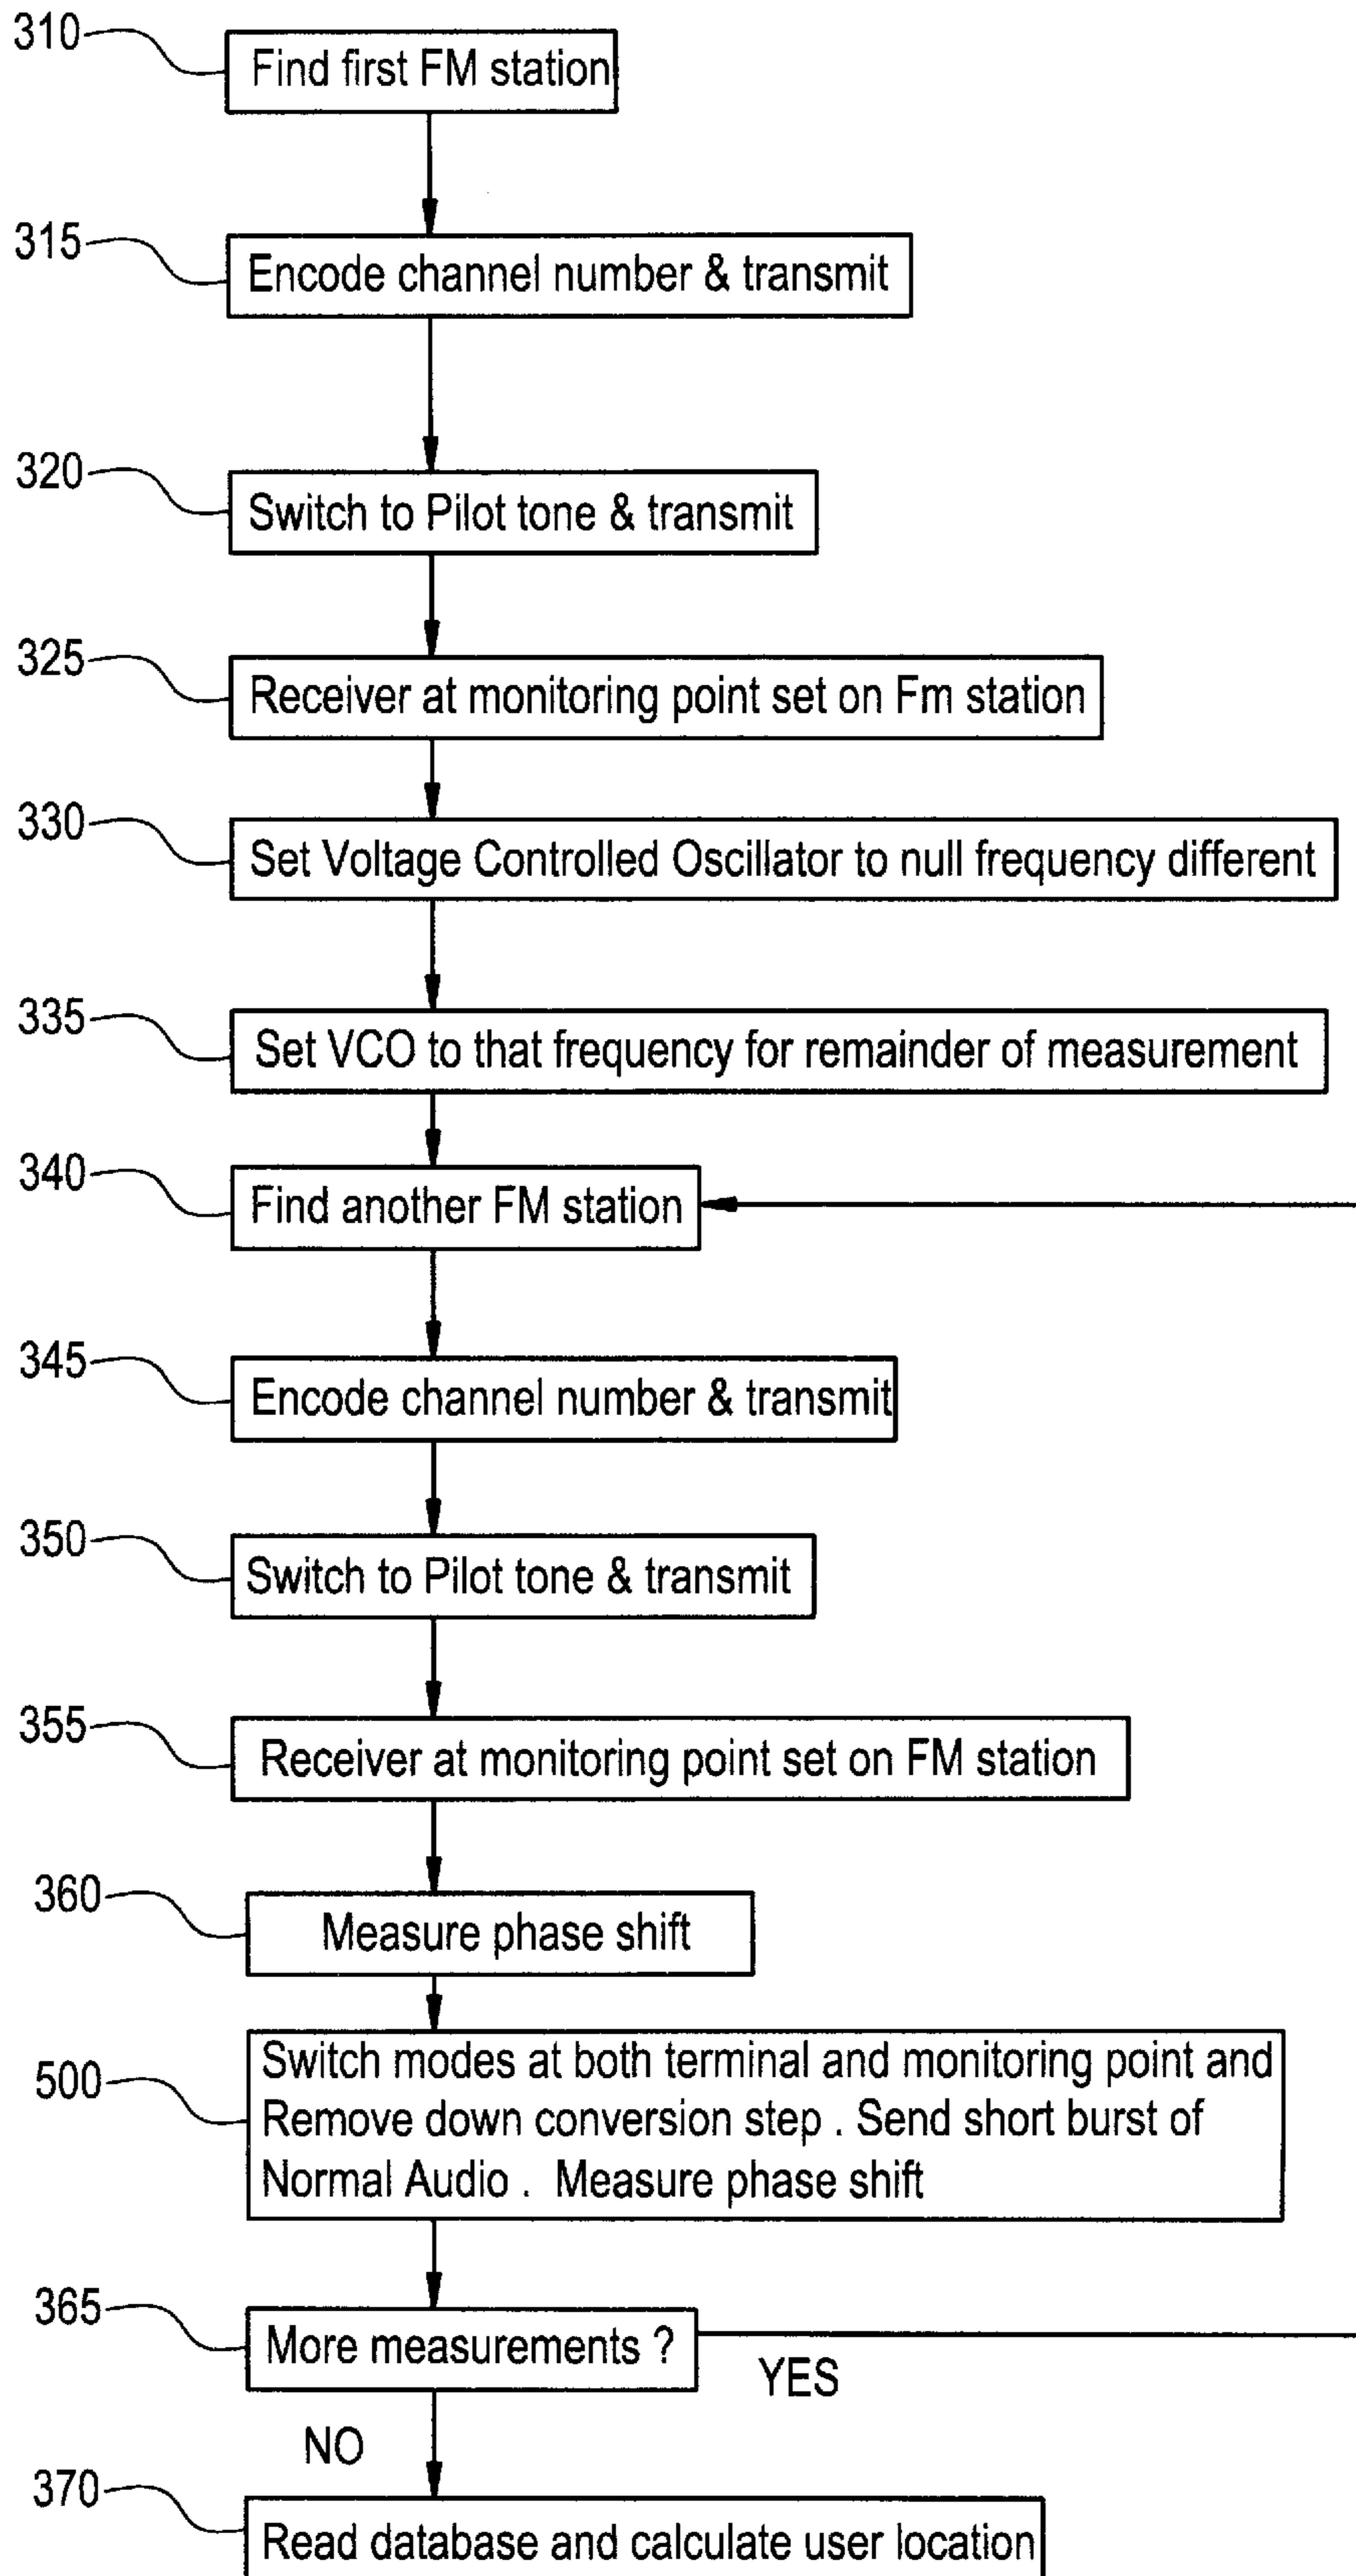 310
Find first FM station
315
Encode channel number & transmit
320
Switch to Pilot tone & transmit
325
Receiver at monitoring point set on Fm station
330
Set Voltage Controlled Oscillator to null frequency different
335
Set VCO to that frequency for remainder of measurement
340
Find another FM station
345
Encode channel number & transmit
350
Switch to Pilot tone & transmit
355
Receiver at monitoring point set on FM station
360
Measure phase shift
500
Switch modes at both terminal and monitoring point and
Remove down conversion step . Send short burst of
Normal Audio . Measure phase shift
365
More measurements ?
YES
NO
370
Read database and calculate user location